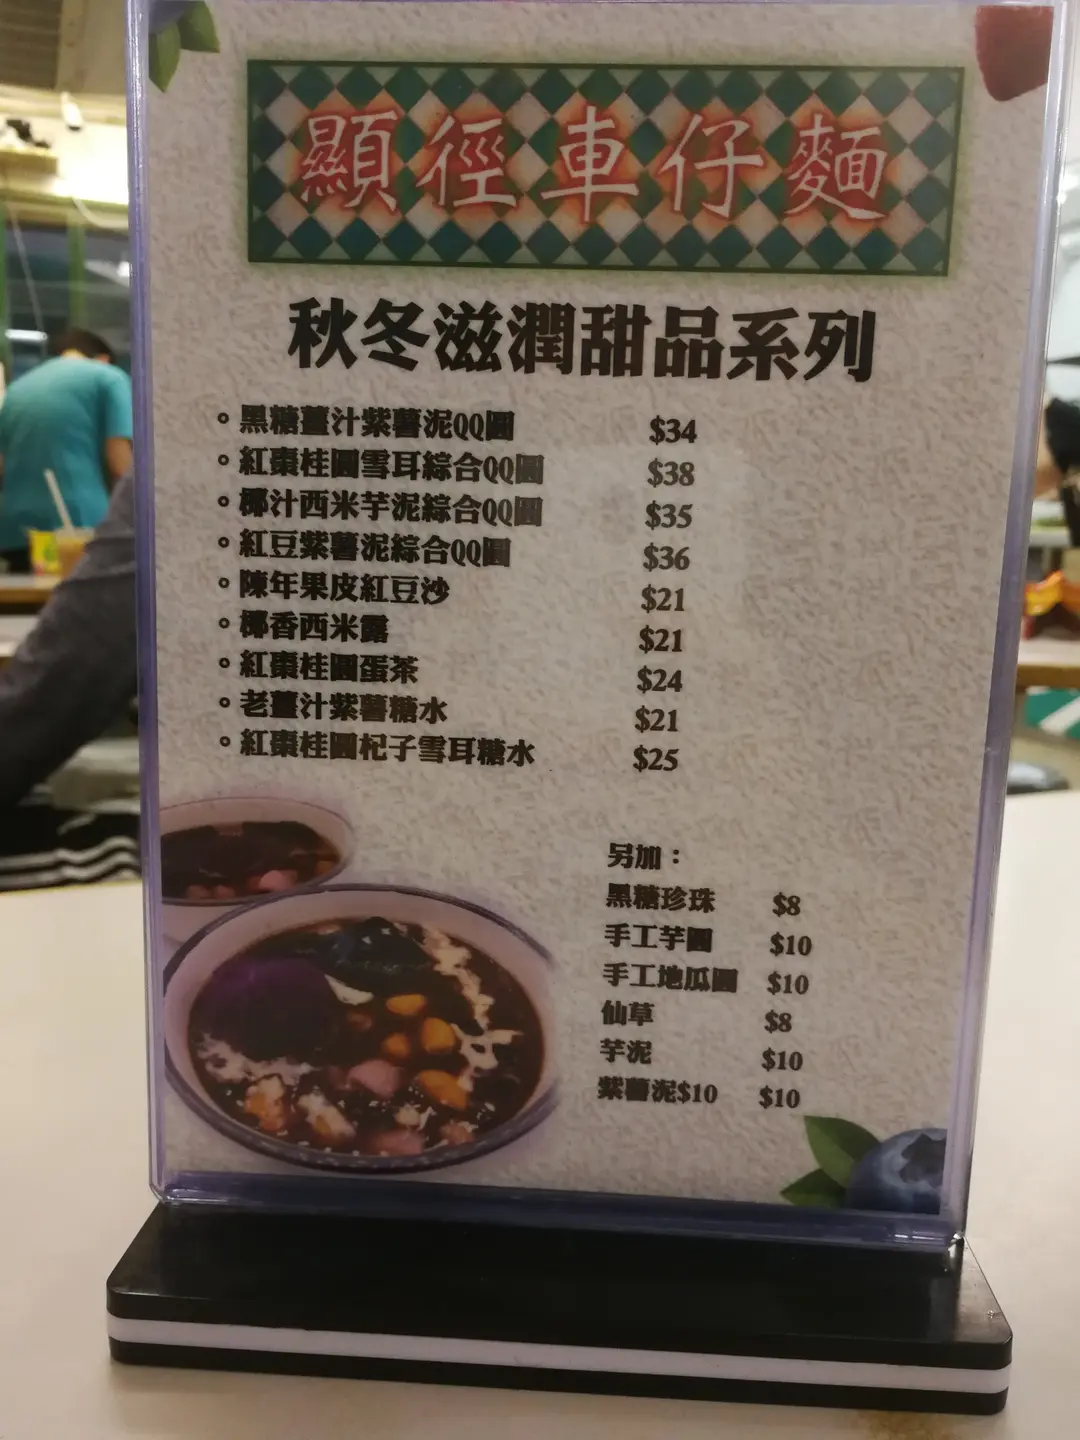 顯徑車仔麵
秋冬滋潤甜品系列
。黑糖薑汁紫薯泥QQ圓 $34
。紅棗桂圓雪耳綜合QQ圓 $38
。椰汁西米芋泥綜合QQ圓 $35
。紅豆紫薯泥綜合QQ圓 $36
。陳年果皮紅豆沙 $21
。椰香西米露 $21
。紅棗桂圓蛋茶 $24
。老薑汁紫薯糖水 $21
。紅棗桂圓杞子雪耳糖水 $25
另加：
黑糖珍珠 $8
手工芋圓 $10
手工地瓜圓 $10
仙草 $8
芋泥 $10
紫薯泥$10 $10